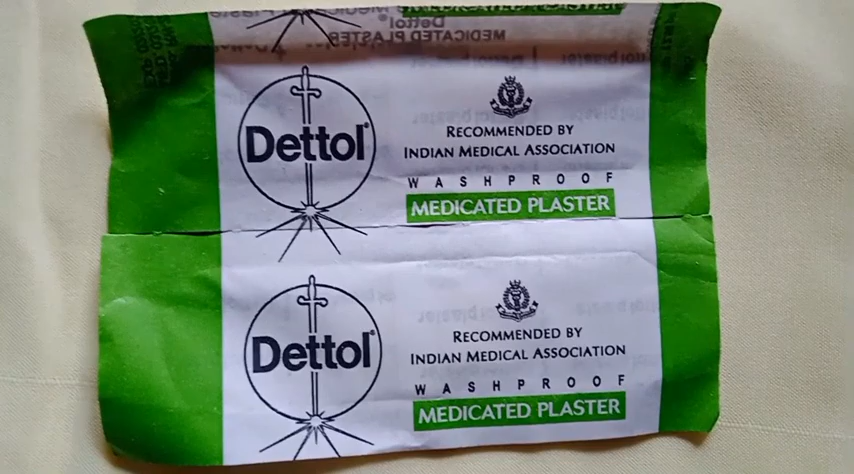 Dettol
MEDICATED PLASTER
Dettol
RECOMMENDED BY
INDIAN MEDICAL ASSOCIATION
WASHPROOF
MEDICATED PLASTER
Dettol
RECOMMENDED BY
INDIAN MEDICAL ASSOCIATION
WASHPROOF
MEDICATED PLASTER